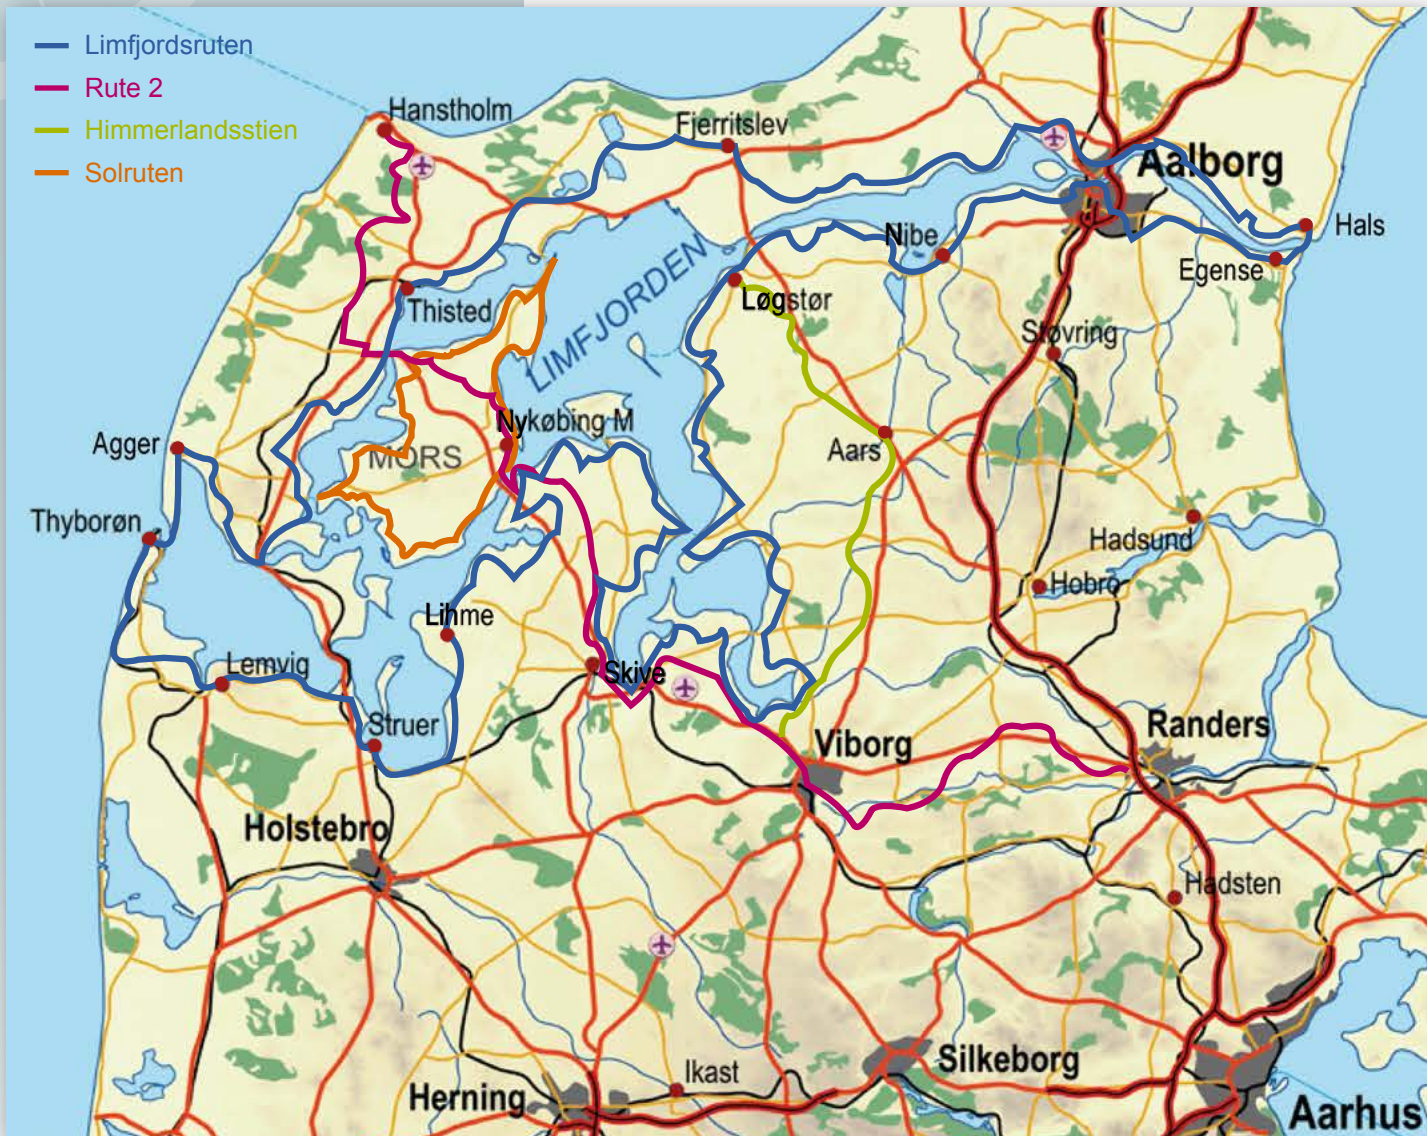 Limfjordsruten
Rute 2
Himmerlandsstien
Solruten
Hanstholm
Fjerritslev
Aalborg
Hals
Nibe
Egense
Løgstør
Thisted
LIMFJORDEN
Støvring
Nykøbing M
Agger
MORS
Aars
Thyborøn
Hadsund
Hobro
Lihme
Lemvig
Skive
Struer
Viborg
Randers
Holstebro
Hadsten
Ikast
Silkeborg
Herning
Aarhus